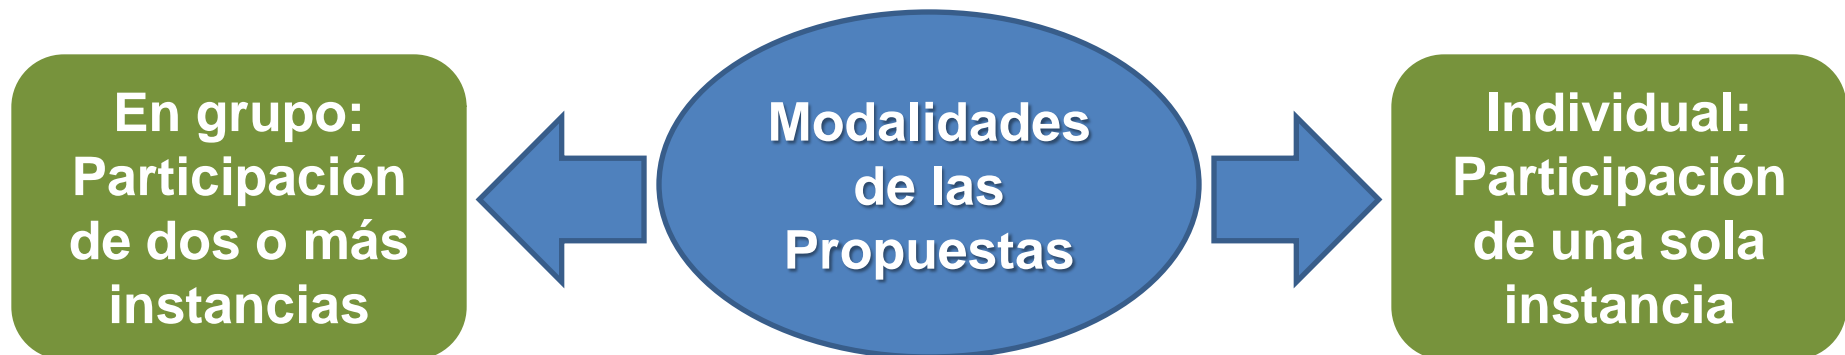 En grupo:
Participación
de dos o más
instancias
Modalidades
de las
Propuestas
Individual:
Participación
de una sola
instancia